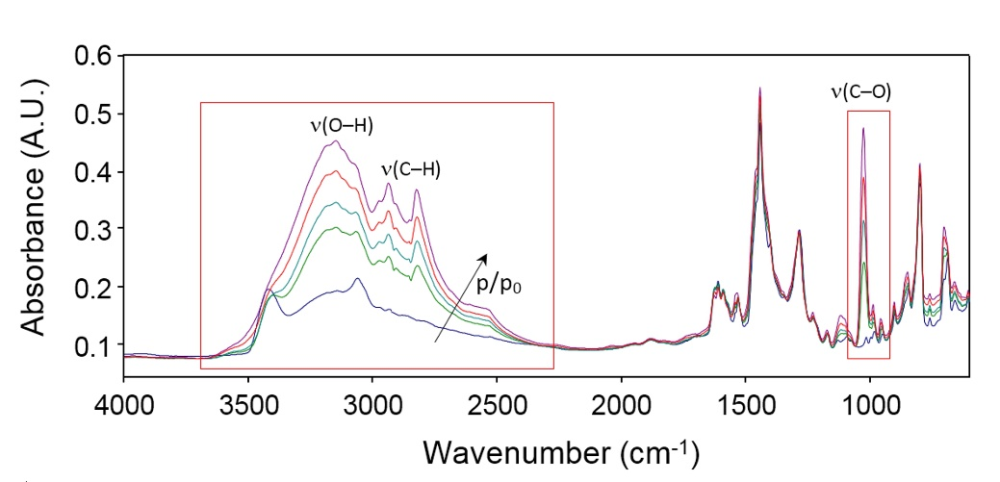 Absorbance (A.U.)
0.6
0.5
0.4
0.3
0.2
0.1
ν(O–H)
ν(C–H)
p/p0
ν(C–O)
4000 3500 3000 2500 2000 1500 1000
Wavenumber (cm-1)